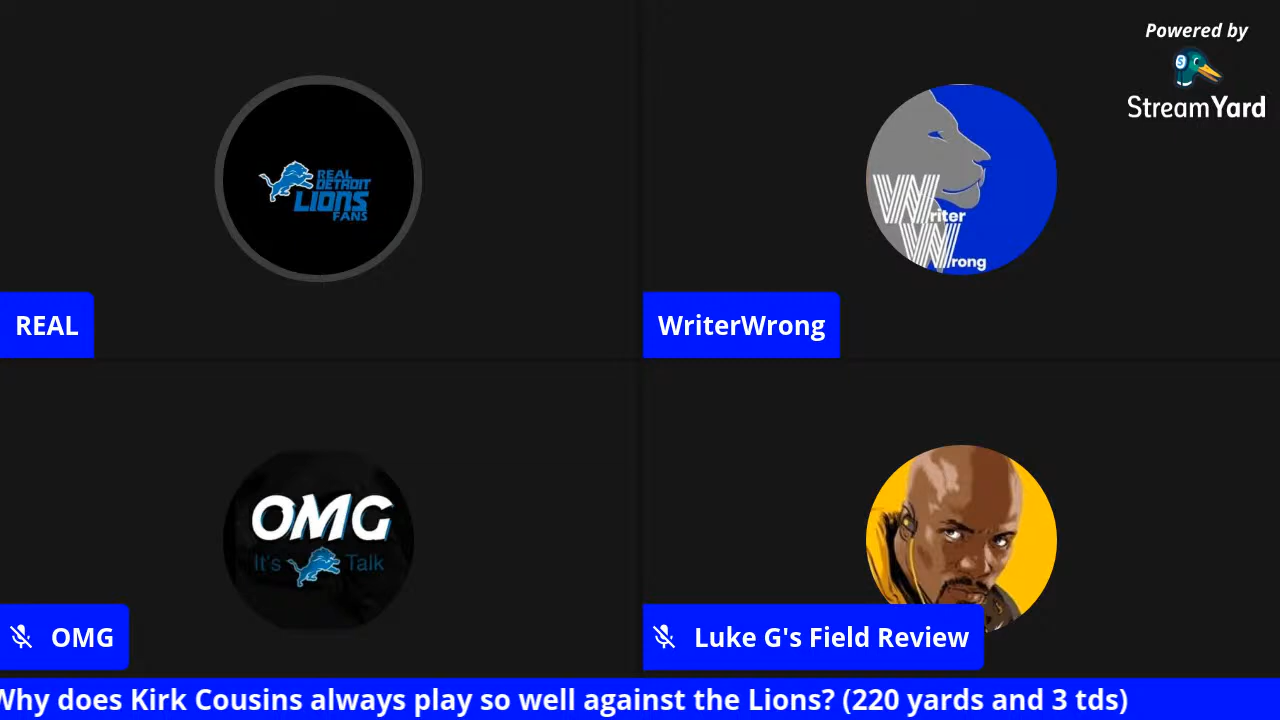 Powered by
StreamYard
REAL
DETROIT
LIONS
FANS
Writer
Wrong
REAL
WriterWrong
OMG
It's Talk
OMG
Luke G's Field Review
Why does Kirk Cousins always play so well against the Lions? (220 yards and 3 tds)